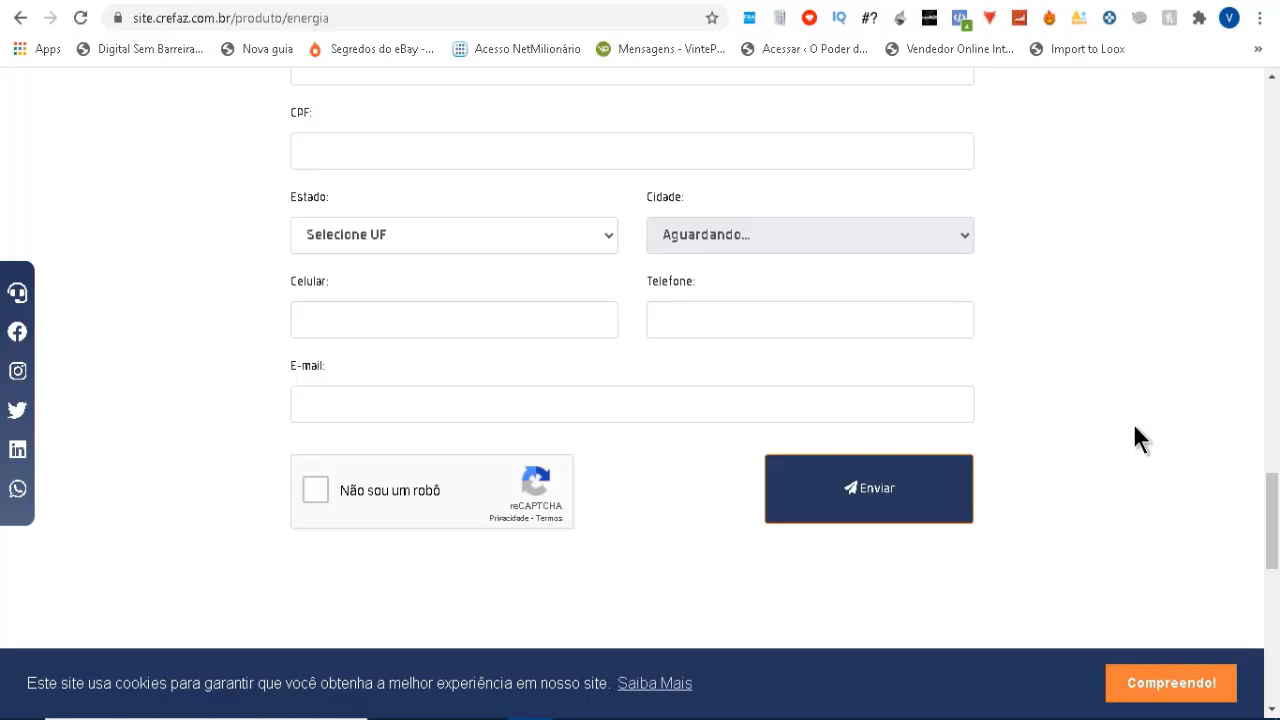 site.crefaz.com.br/produto/energia
FBA
IQ
#?
4
V
Apps
Digital Sem Barreira...
Nova guia
Segredos do eBay -...
Acesso NetMilionário
Mensagens - VinteP...
Acessar ‹ O Poder d...
Vendedor Online Int...
Import to Loox
»
CPF:
Estado:
Cidade:
Selecione UF
Aguardando...
Celular:
Telefone:
E-mail:
Não sou um robô
reCAPTCHA
Privacidade - Termos
Enviar
Este site usa cookies para garantir que você obtenha a melhor experiência em nosso site. Saiba Mais
Compreendo!